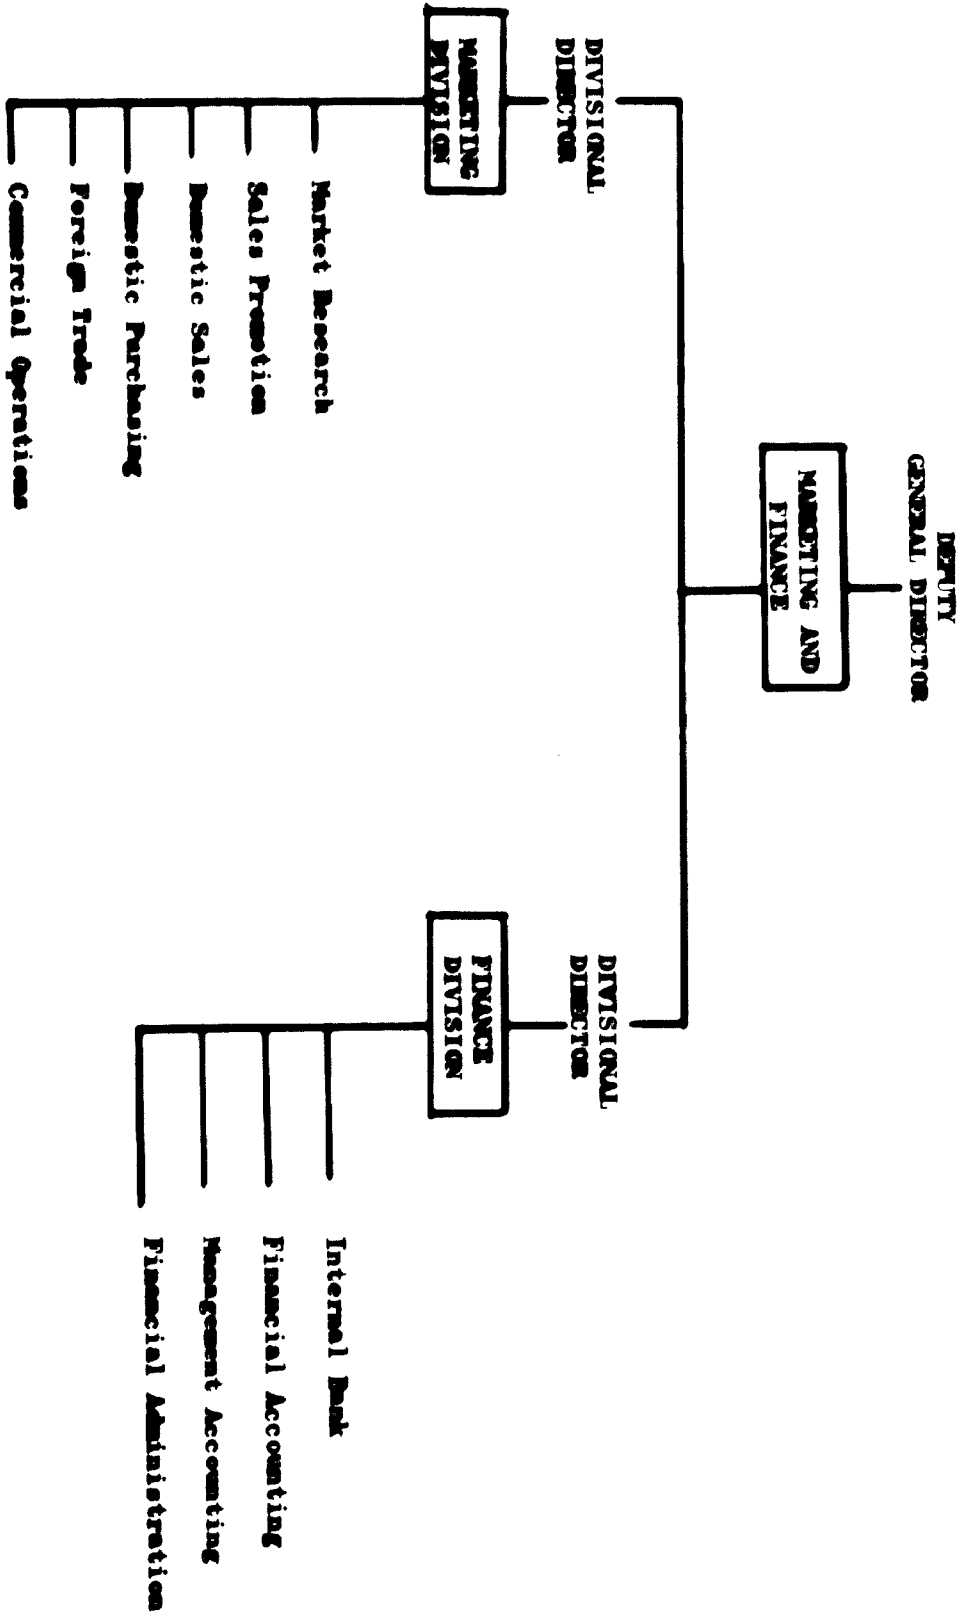 DEPUTY
GENERAL DIRECTOR
MARKETING AND
FINANCE
DIVISIONAL
DIRECTOR
MARKETING
DIVISION
Market Research
Sales Promotion
Domestic Sales
Domestic Purchasing
Foreign Trade
Commercial Operations
DIVISIONAL
DIRECTOR
FINANCE
DIVISION
Internal Bank
Financial Accounting
Management Accounting
Financial Administration